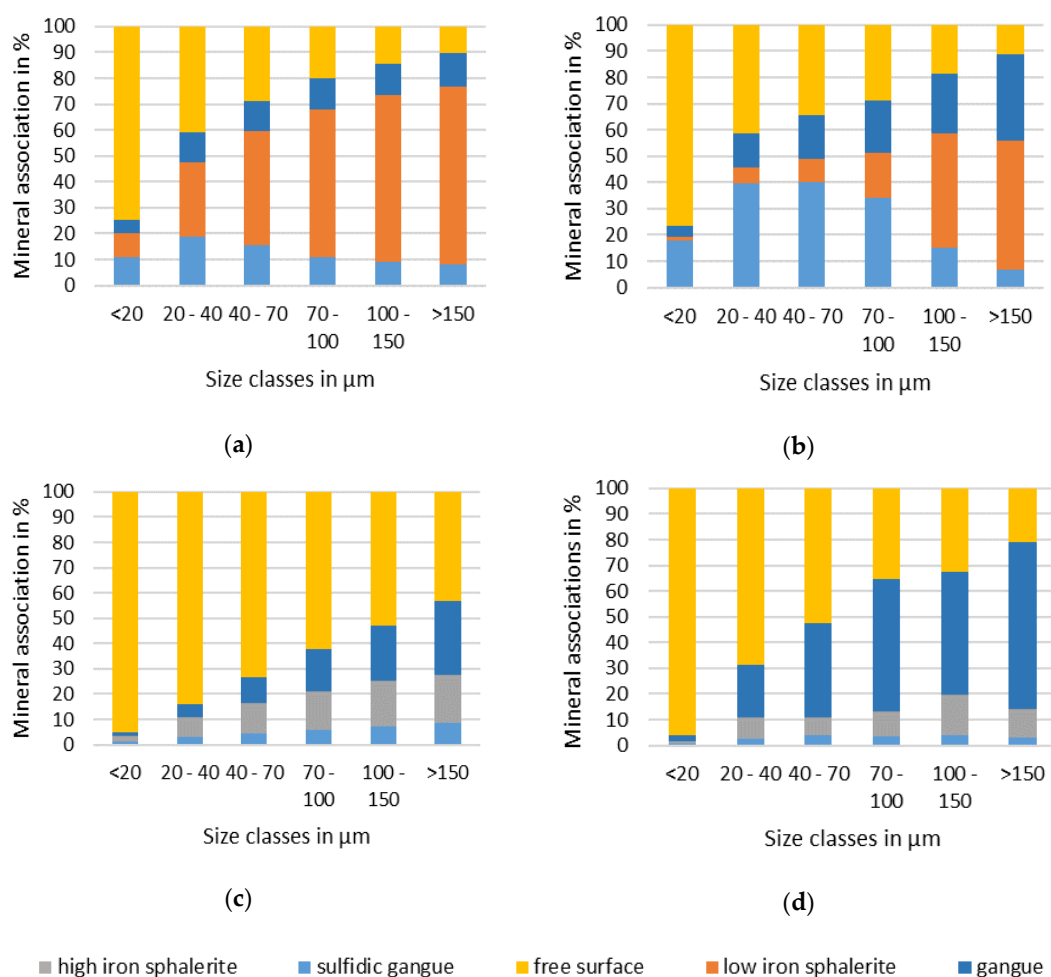 Mineral association in %
100
90
80
70
60
50
40
30
20
10
0
<20 20 - 40 40 - 70 70 - 100 - >150
100 150
Size classes in µm
(a)
Mineral association in %
100
90
80
70
60
50
40
30
20
10
0
<20 20 - 40 40 - 70 70 - 100 - >150
100 150
Size classes in µm
(b)
Mineral association in %
100
90
80
70
60
50
40
30
20
10
0
<20 20 - 40 40 - 70 70 - 100 - >150
100 150
Size classes in µm
(c)
Mineral associations in %
100
90
80
70
60
50
40
30
20
10
0
<20 20 - 40 40 - 70 70 - 100 - >150
100 150
Size classes in µm
(d)
high iron sphalerite sulfidic gangue free surface low iron sphalerite gangue